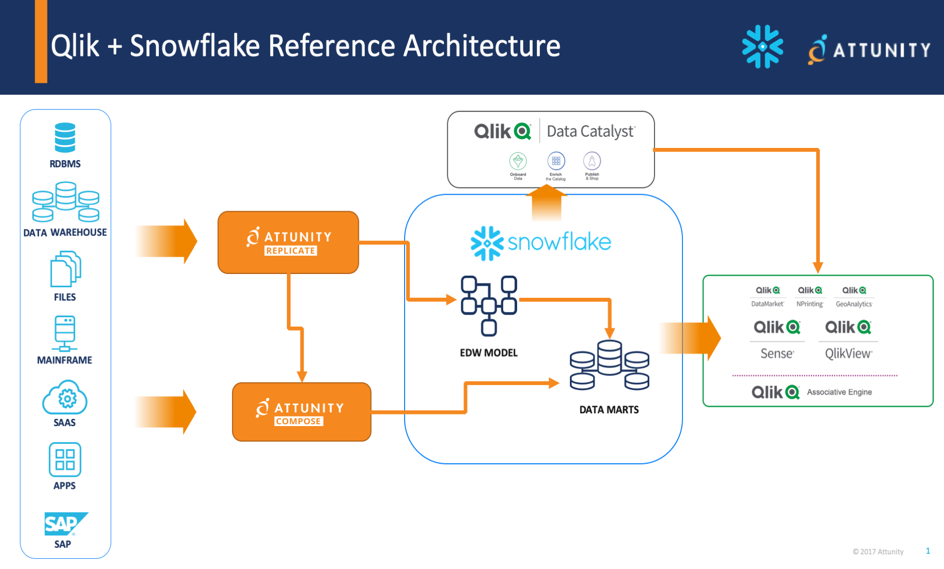 Qlik + Snowflake Reference Architecture
ATTUNITY
RDBMS
DATA WAREHOUSE
FILES
MAINFRAME
SAAS
APPS
SAP
SAP
ATTUNITY
REPLICATE
ATTUNITY
COMPOSE
Qlik Data Catalyst
Onboard
Data
Enrich
the Catalog
Publish
& Shop
snowflake
EDW MODEL
DATA MARTS
Qlik Qlik Qlik
DataMarket NPrinting GeoAnalytics
Qlik Qlik
Sense QlikView
Qlik Associative Engine
© 2017 Attunity 1